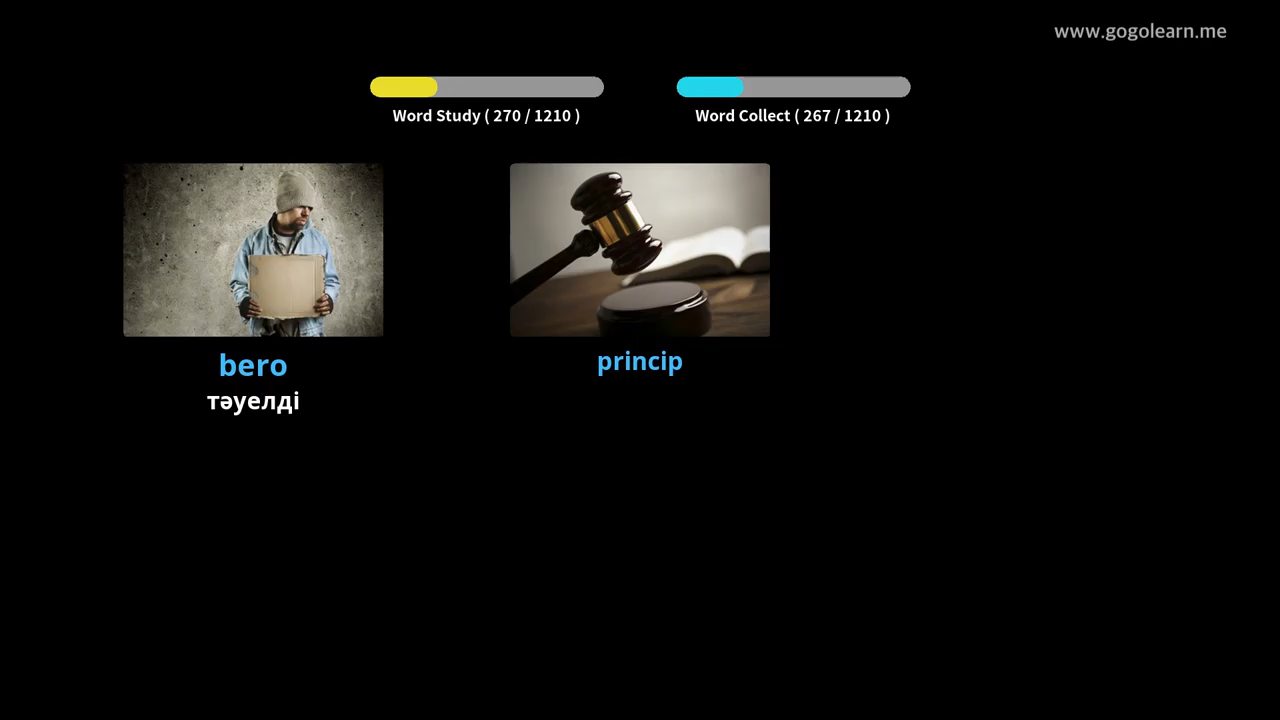 www.gogolearn.me
Word Study ( 270 / 1210 )
Word Collect ( 267 / 1210 )
bero
тәуелді
princip